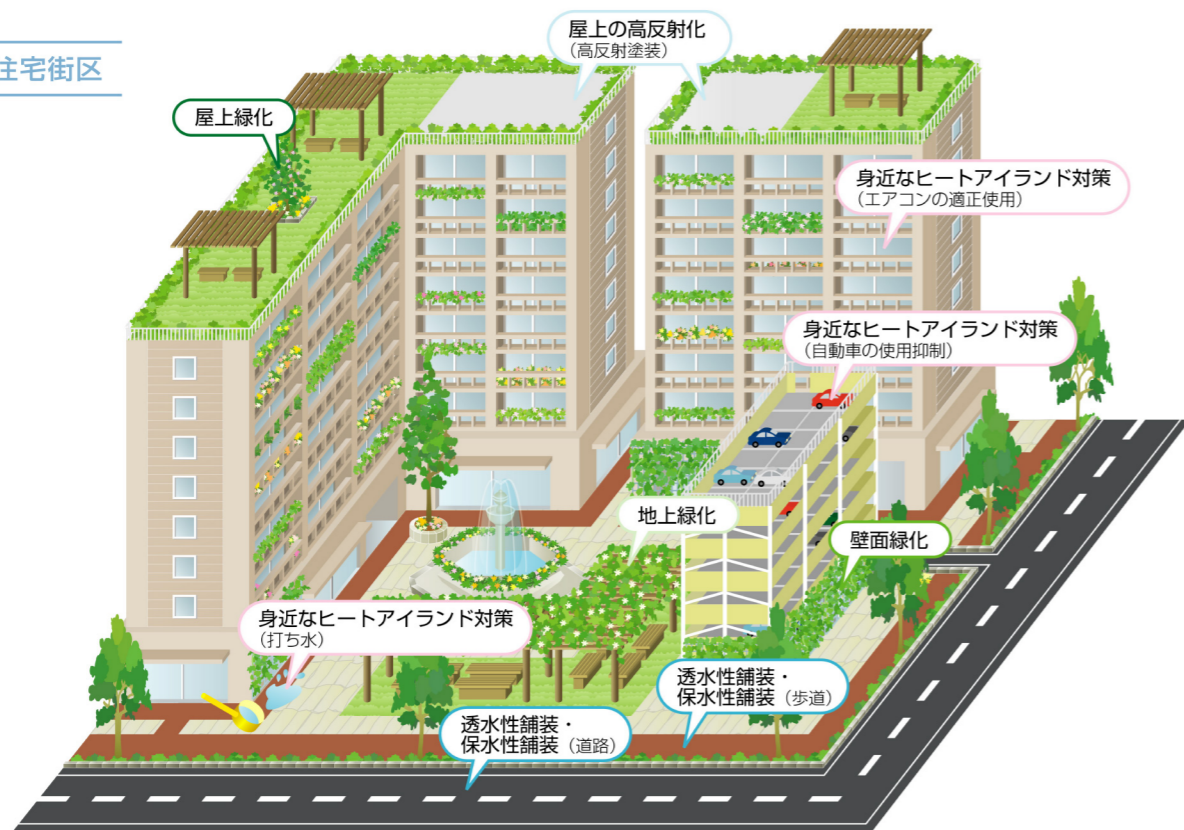 住宅街区
屋上の高反射化
（高反射塗装）
屋上緑化
身近なヒートアイランド対策
（エアコンの適正使用）
身近なヒートアイランド対策
（自動車の使用抑制）
地上緑化
壁面緑化
身近なヒートアイランド対策
（打ち水）
透水性舗装・
保水性舗装（歩道）
透水性舗装・
保水性舗装（道路）